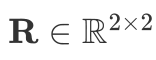 𝐑 ∈ ℝ^{2×2}